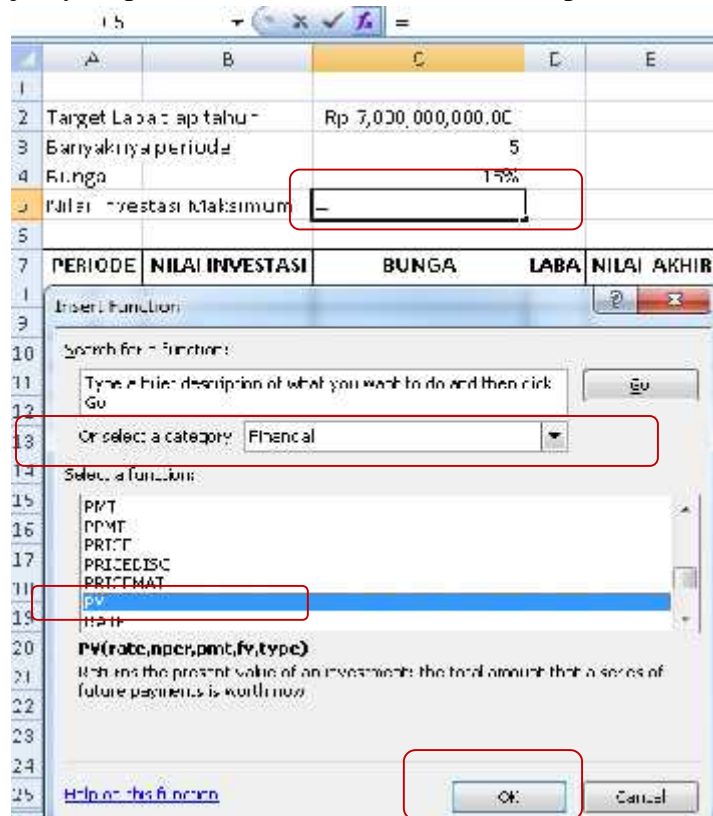 =
A B C E
1
2 Target Laba tiap tahun Rp 7,000,000,000.00
3 Banyaknya periode 5
4 Bunga 15%
Nilai Investasi Maksimum =
6
7 PERIODE NILAI INVESTASI BUNGA LABA NILAI AKHIR
Insert Function
9
10 Search for a function:
11 Type a brief description of what you want to do and then click Go
12 Go
13 Or select a category Financial
14 Select a function:
15 PMT
16 PPMT
PRICE
17 PRICEDISC
PRICEMAT
PV
19 RATE
20 PV(rate,nper,pmt,fv,type)
21 Returns the present value of an investment: the total amount that a series of
22 future payments is worth now
23
24
25 Help on this function OK Cancel